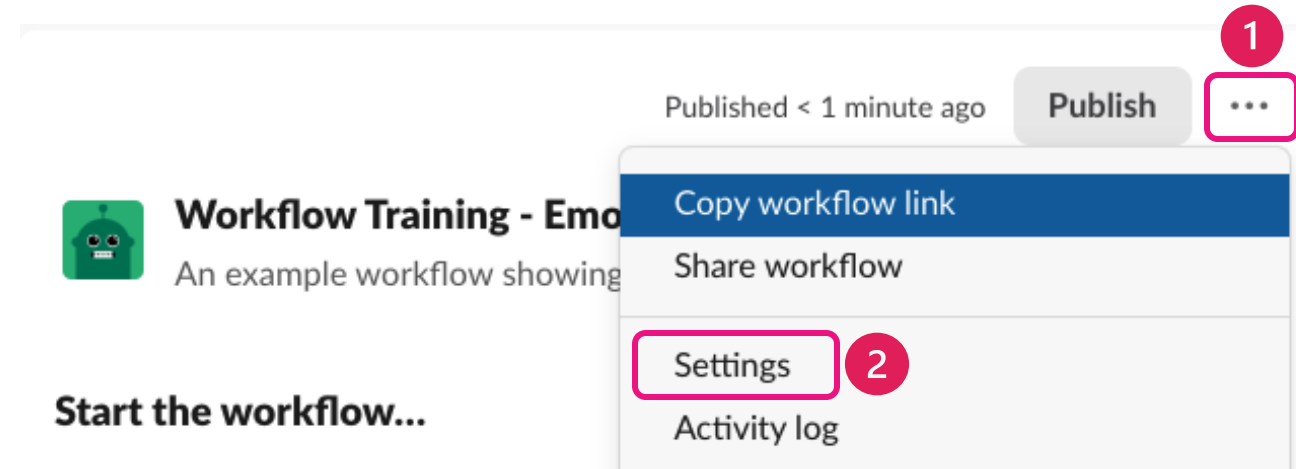 1
Published < 1 minute ago
Publish
Workflow Training - Emo
An example workflow showing
Copy workflow link
Share workflow
Settings
2
Activity log
Start the workflow...